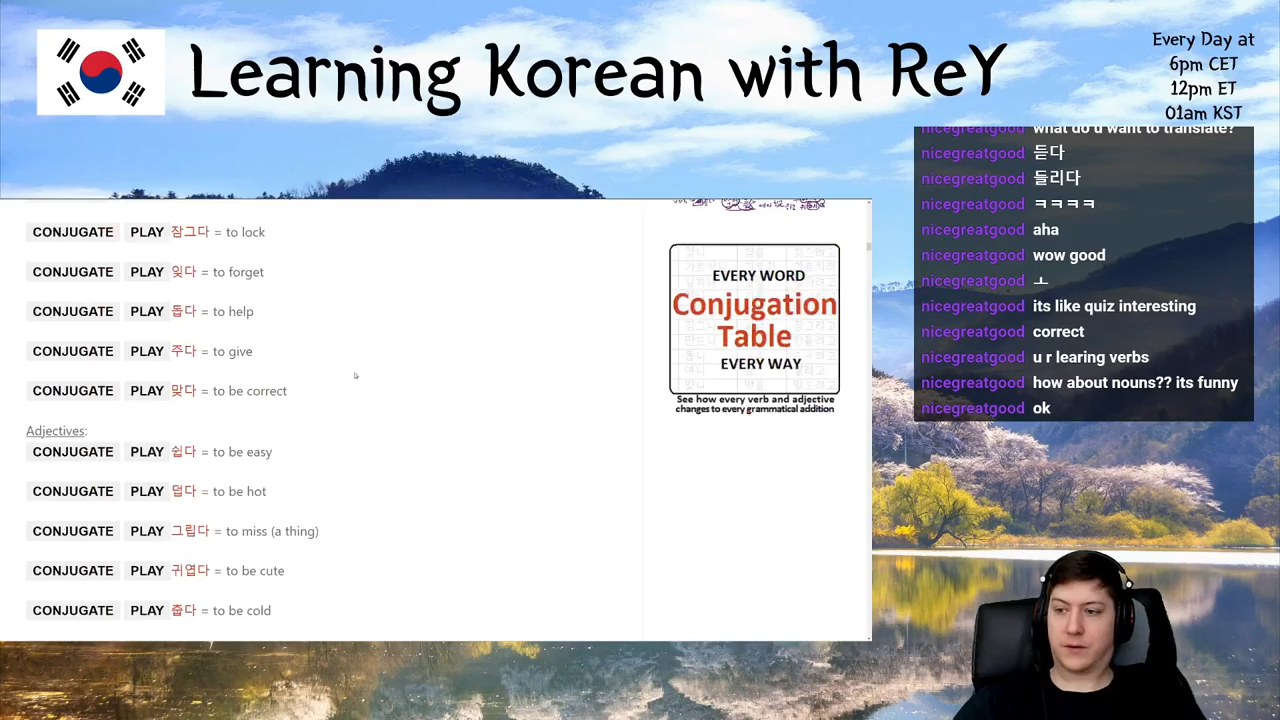 Learning Korean with ReY
Every Day at
6pm CET
12pm ET
01am KST
nicegreatgood what do u want to translate?
nicegreatgood 듣다
nicegreatgood 들리다
nicegreatgood ㅋㅋㅋㅋ
nicegreatgood aha
nicegreatgood wow good
nicegreatgood ㅗ
nicegreatgood its like quiz interesting
nicegreatgood correct
nicegreatgood u r learing verbs
nicegreatgood how about nouns?? its funny
nicegreatgood ok
CONJUGATE PLAY 잠그다 = to lock
CONJUGATE PLAY 잊다 = to forget
CONJUGATE PLAY 돕다 = to help
CONJUGATE PLAY 주다 = to give
CONJUGATE PLAY 맞다 = to be correct
Adjectives:
CONJUGATE PLAY 쉽다 = to be easy
CONJUGATE PLAY 덥다 = to be hot
CONJUGATE PLAY 그립다 = to miss (a thing)
CONJUGATE PLAY 귀엽다 = to be cute
CONJUGATE PLAY 춥다 = to be cold
EVERY WORD
Conjugation
Table
EVERY WAY
See how every verb and adjective
changes to every grammatical addition